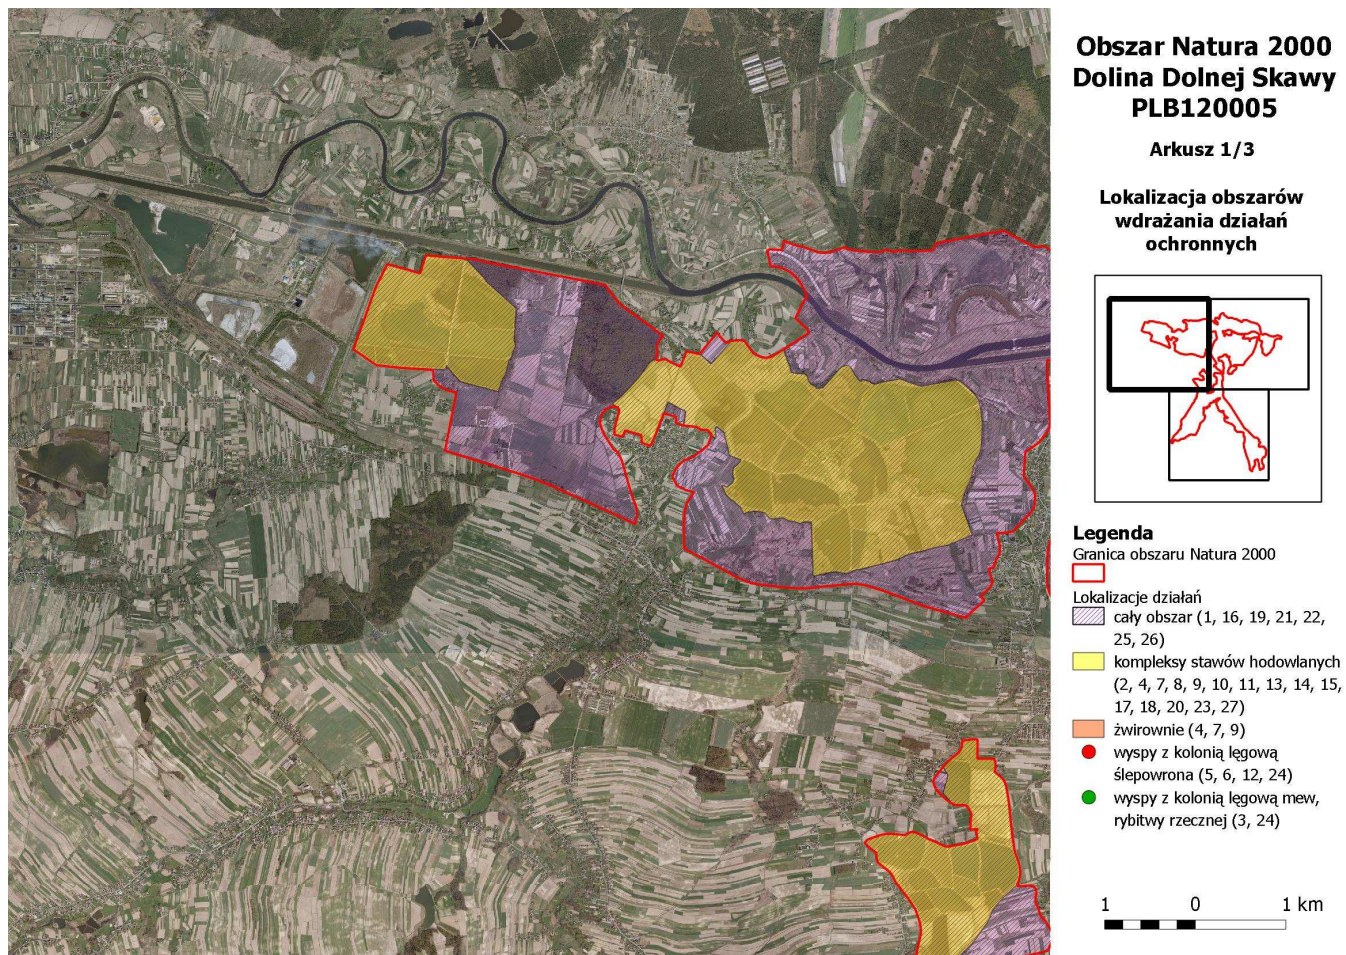 Obszar Natura 2000
Dolina Dolnej Skawy
PLB120005
Arkusz 1/3
Lokalizacja obszarów
wdrażania działań
ochronnych
Legenda
Granica obszaru Natura 2000
Lokalizacje działań
cały obszar (1, 16, 19, 21, 22,
25, 26)
kompleksy stawów hodowlanych
(2, 4, 7, 8, 9, 10, 11, 13, 14, 15,
17, 18, 20, 23, 27)
żwirownie (4, 7, 9)
wyspy z kolonią lęgową
ślepowrona (5, 6, 12, 24)
wyspy z kolonią lęgową mew,
rybitwy rzecznej (3, 24)
1 0 1 km